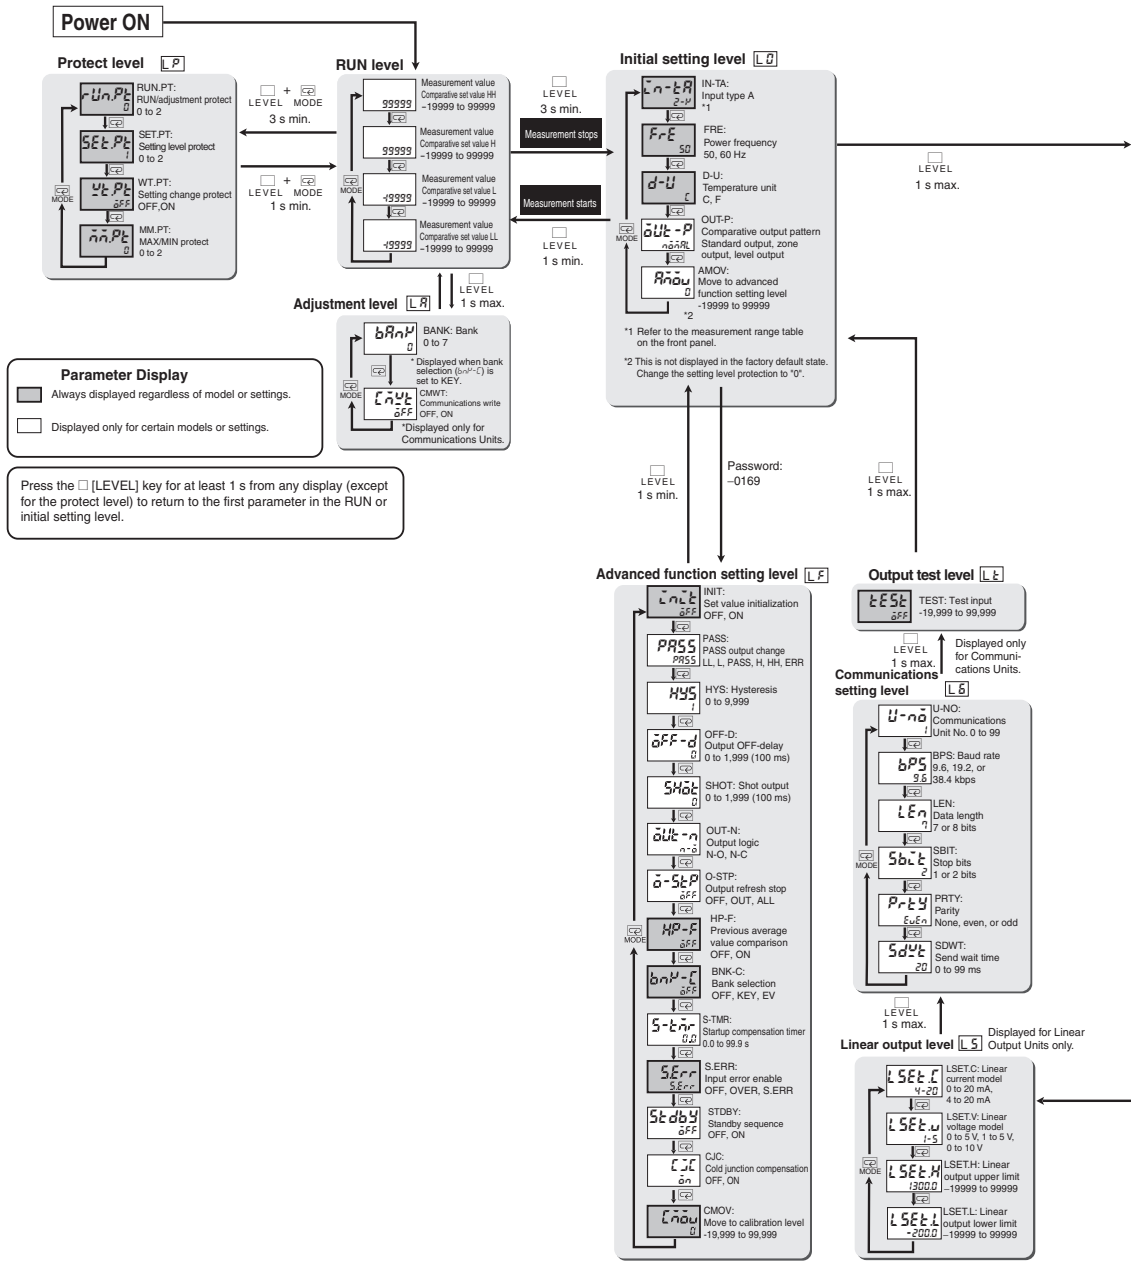 Power ON
Protect level LP
RUN.PT:
RUN/adjustment protect
0 to 2
SET.PT:
Setting level protect
0 to 2
WT.PT:
Setting change protect
OFF,ON
MM.PT:
MAX/MIN protect
0 to 2
MODE
LEVEL + MODE
3 s min.
LEVEL + MODE
1 s min.
RUN level
Measurement value
Comparative set value HH
99999
−19999 to 99999
Measurement value
Comparative set value H
99999
−19999 to 99999
Measurement value
Comparative set value L
-19999
−19999 to 99999
Measurement value
Comparative set value LL
-19999
−19999 to 99999
MODE
LEVEL
3 s min.
Measurement stops
Measurement starts
LEVEL
1 s min.
Initial setting level L0
IN-TA:
Input type A
*1
FRE:
Power frequency
50, 60 Hz
D-U:
Temperature unit
C, F
OUT-P:
Comparative output pattern
Standard output, zone
output, level output
AMOV:
Move to advanced
function setting level
-19999 to 99999
*2
MODE
*1 Refer to the measurement range table
on the front panel.
*2 This is not displayed in the factory default state.
Change the setting level protection to "0".
LEVEL
1 s max.
LEVEL
1 s max.
Adjustment level LA
BANK: Bank
0 to 7
* Displayed when bank
selection (bnK-C) is
set to KEY.
CMWT:
Communications write
OFF, ON
*Displayed only for
Communications Units.
MODE
Parameter Display
Always displayed regardless of model or settings.
Displayed only for certain models or settings.
Press the □ [LEVEL] key for at least 1 s from any display (except
for the protect level) to return to the first parameter in the RUN or
initial setting level.
LEVEL
1 s min.
Password:
−0169
LEVEL
1 s max.
Advanced function setting level LF
INIT:
Set value initialization
OFF, ON
PASS:
PASS output change
LL, L, PASS, H, HH, ERR
HYS: Hysteresis
0 to 9,999
OFF-D:
Output OFF-delay
0 to 1,999 (100 ms)
SHOT: Shot output
0 to 1,999 (100 ms)
OUT-N:
Output logic
N-O, N-C
O-STP:
Output refresh stop
OFF, OUT, ALL
HP-F:
Previous average
value comparison
OFF, ON
BNK-C:
Bank selection
OFF, KEY, EV
S-TMR:
Startup compensation timer
0.0 to 99.9 s
S.ERR:
Input error enable
OFF, OVER, S.ERR
STDBY:
Standby sequence
OFF, ON
CJC:
Cold junction compensation
OFF, ON
CMOV:
Move to calibration level
-19,999 to 99,999
MODE
Output test level Lt
TEST: Test input
-19,999 to 99,999
LEVEL
1 s max.
Displayed only
for Communi-
cations Units.
Communications
setting level L6
U-NO:
Communications
Unit No. 0 to 99
BPS: Baud rate
9.6, 19.2, or
38.4 kbps
LEN:
Data length
7 or 8 bits
SBIT:
Stop bits
1 or 2 bits
PRTY:
Parity
None, even, or odd
SDWT:
Send wait time
0 to 99 ms
MODE
LEVEL
1 s max.
Displayed for Linear
Output Units only.
Linear output level L5
LSET.C: Linear
current model
0 to 20 mA,
4 to 20 mA
LSET.V: Linear
voltage model
0 to 5 V, 1 to 5 V,
0 to 10 V
LSET.H: Linear
output upper limit
−19999 to 99999
LSET.L: Linear
output lower limit
−19999 to 99999
MODE